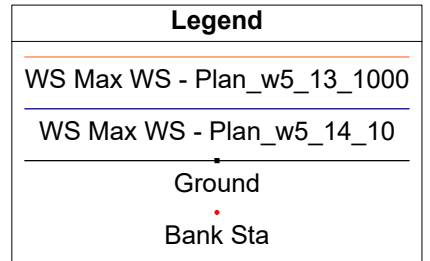 Legend
WS Max WS - Plan_w5_13_1000
WS Max WS - Plan_w5_14_10
Ground
Bank Sta